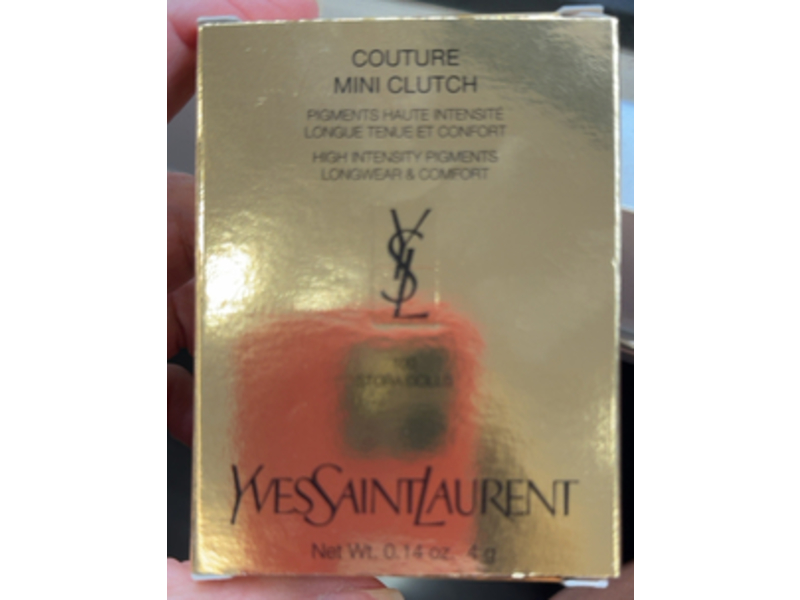 COUTURE
MINI CLUTCH
PIGMENTS HAUTE INTENSITÉ
LONGUE TENUE ET CONFORT
HIGH INTENSITY PIGMENTS
LONGWEAR & COMFORT
YSL
DOLLS
YVESSAINTLAURENT
Net Wt. 0.14 oz. 4 g